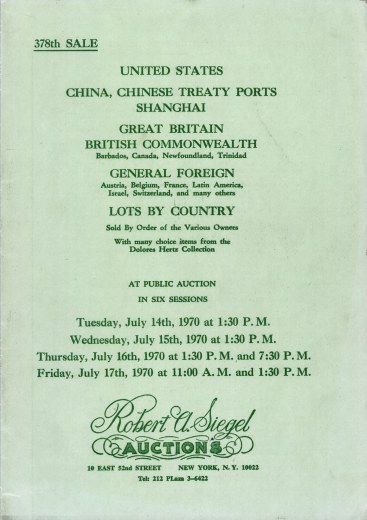 378th SALE
UNITED STATES
CHINA, CHINESE TREATY PORTS
SHANGHAI
GREAT BRITAIN
BRITISH COMMONWEALTH
Barbados, Canada, Newfoundland, Trinidad
GENERAL FOREIGN
Austria, Belgium, France, Latin America,
Israel, Switzerland, and many others
LOTS BY COUNTRY
Sold By Order of the Various Owners
With many choice items from the
Dolores Hertz Collection
AT PUBLIC AUCTION
IN SIX SESSIONS
Tuesday, July 14th, 1970 at 1:30 P.M.
Wednesday, July 15th, 1970 at 1:30 P.M.
Thursday, July 16th, 1970 at 1:30 P.M. and 7:30 P.M.
Friday, July 17th, 1970 at 11:00 A.M. and 1:30 P.M.
Robert A. Siegel
AUCTIONS
10 EAST 52nd STREET NEW YORK, N.Y. 10022
Tel: 212 PLaza 3-6422